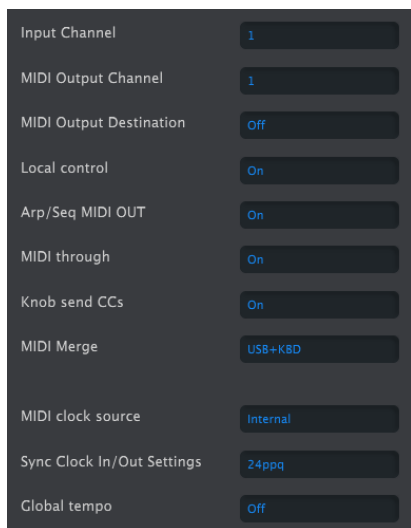 Input Channel 1
MIDI Output Channel 1
MIDI Output Destination Off
Local control On
Arp/Seq MIDI OUT On
MIDI through On
Knob send CCs On
MIDI Merge USB+KBD
MIDI clock source Internal
Sync Clock In/Out Settings 24ppq
Global tempo Off